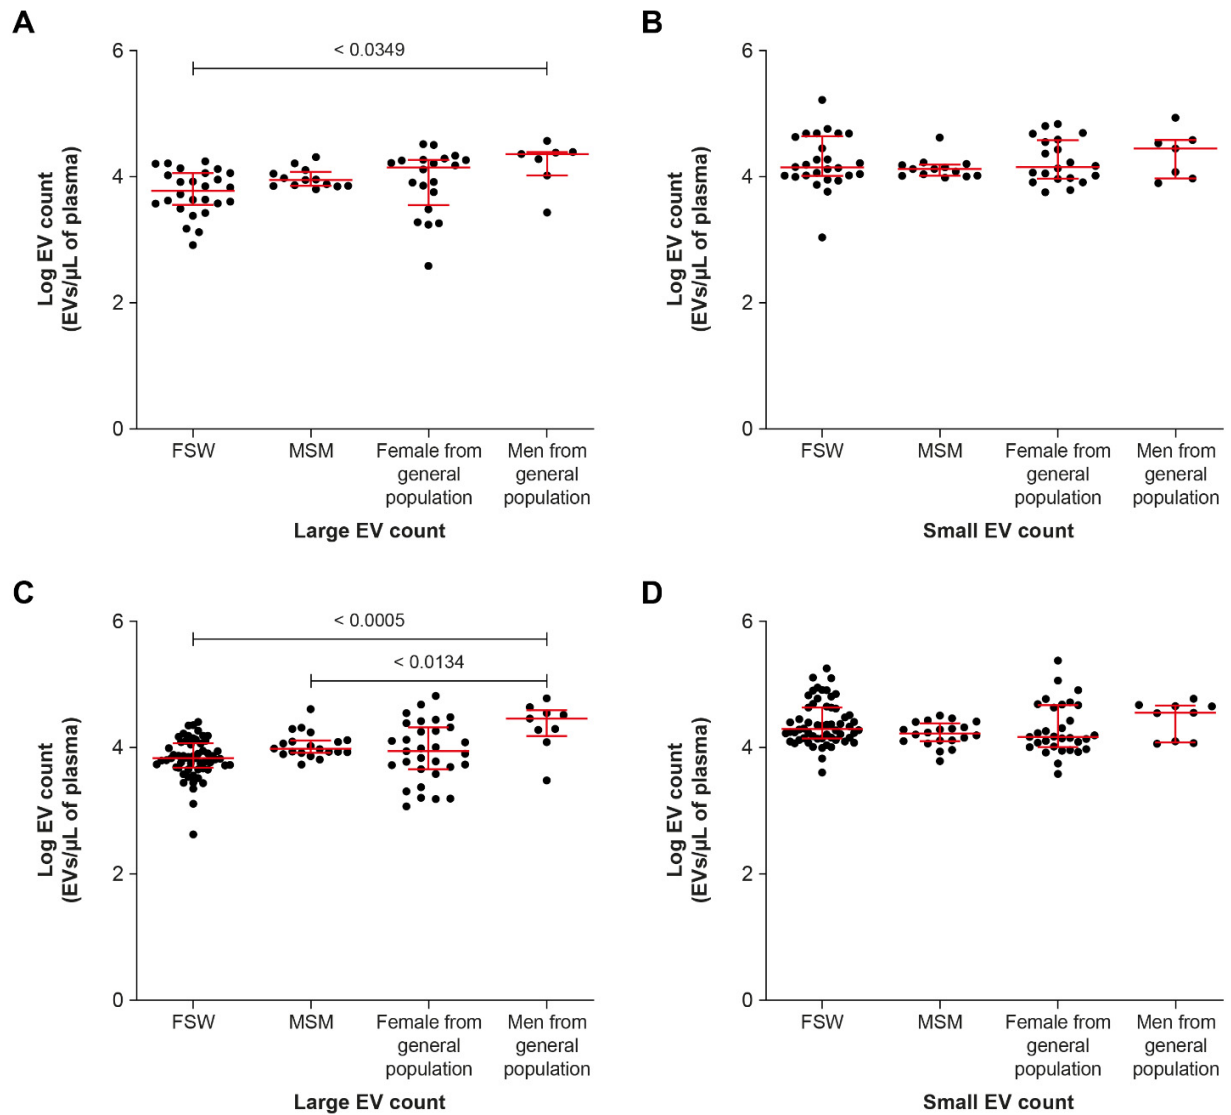 A
6
4
2
0
Log EV count
(EVs/µL of plasma)
< 0.0349
FSW
MSM
Female from
general
population
Men from
general
population
Large EV count
B
6
4
2
0
Log EV count
(EVs/µL of plasma)
FSW
MSM
Female from
general
population
Men from
general
population
Small EV count
C
6
4
2
0
Log EV count
(EVs/µL of plasma)
< 0.0005
< 0.0134
FSW
MSM
Female from
general
population
Men from
general
population
Large EV count
D
6
4
2
0
Log EV count
(EVs/µL of plasma)
FSW
MSM
Female from
general
population
Men from
general
population
Small EV count